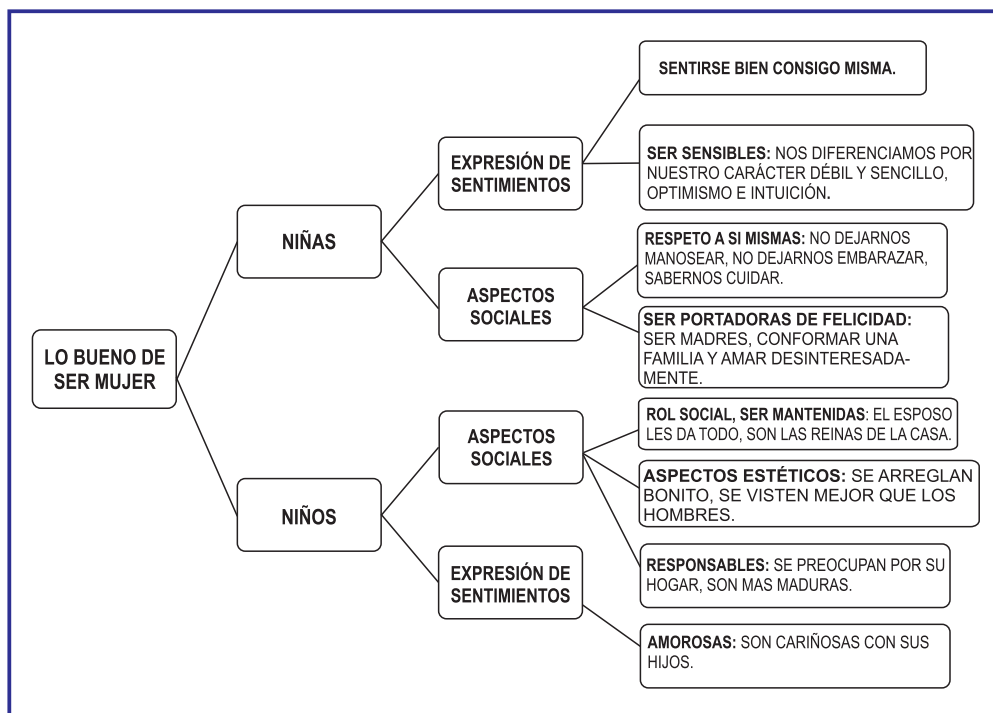 SENTIRSE BIEN CONSIGO MISMA.
EXPRESIÓN DE
SENTIMIENTOS
SER SENSIBLES: NOS DIFERENCIAMOS POR
NUESTRO CARÁCTER DÉBIL Y SENCILLO,
OPTIMISMO E INTUICIÓN.
NIÑAS
RESPETO A SI MISMAS: NO DEJARNOS
MANOSEAR, NO DEJARNOS EMBARAZAR,
SABERNOS CUIDAR.
ASPECTOS
SOCIALES
SER PORTADORAS DE FELICIDAD:
SER MADRES, CONFORMAR UNA
FAMILIA Y AMAR DESINTERESADA-
MENTE.
LO BUENO DE
SER MUJER
ROL SOCIAL, SER MANTENIDAS: EL ESPOSO
LES DA TODO, SON LAS REINAS DE LA CASA.
ASPECTOS
SOCIALES
ASPECTOS ESTÉTICOS: SE ARREGLAN
BONITO, SE VISTEN MEJOR QUE LOS
HOMBRES.
NIÑOS
RESPONSABLES: SE PREOCUPAN POR SU
HOGAR, SON MAS MADURAS.
EXPRESIÓN DE
SENTIMIENTOS
AMOROSAS: SON CARIÑOSAS CON SUS
HIJOS.